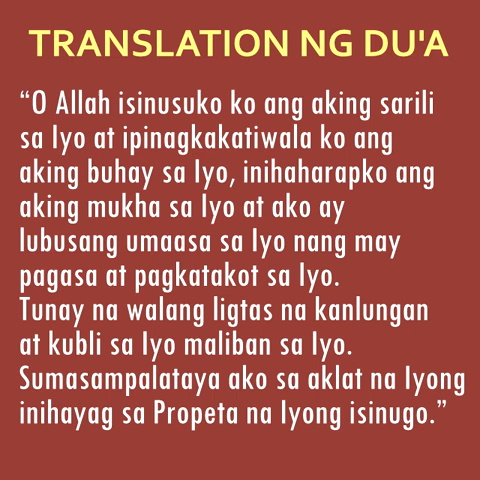 TRANSLATION NG DU'A
“O Allah isinusuko ko ang aking sarili
sa Iyo at ipinagkakatiwala ko ang
aking buhay sa Iyo, inihaharapko ang
aking mukha sa Iyo at ako ay
lubusang umaasa sa Iyo nang may
pagasa at pagkatakot sa Iyo.
Tunay na walang ligtas na kanlungan
at kubli sa Iyo maliban sa Iyo.
Sumasampalataya ako sa aklat na Iyong
inihayag sa Propeta na Iyong isinugo.”